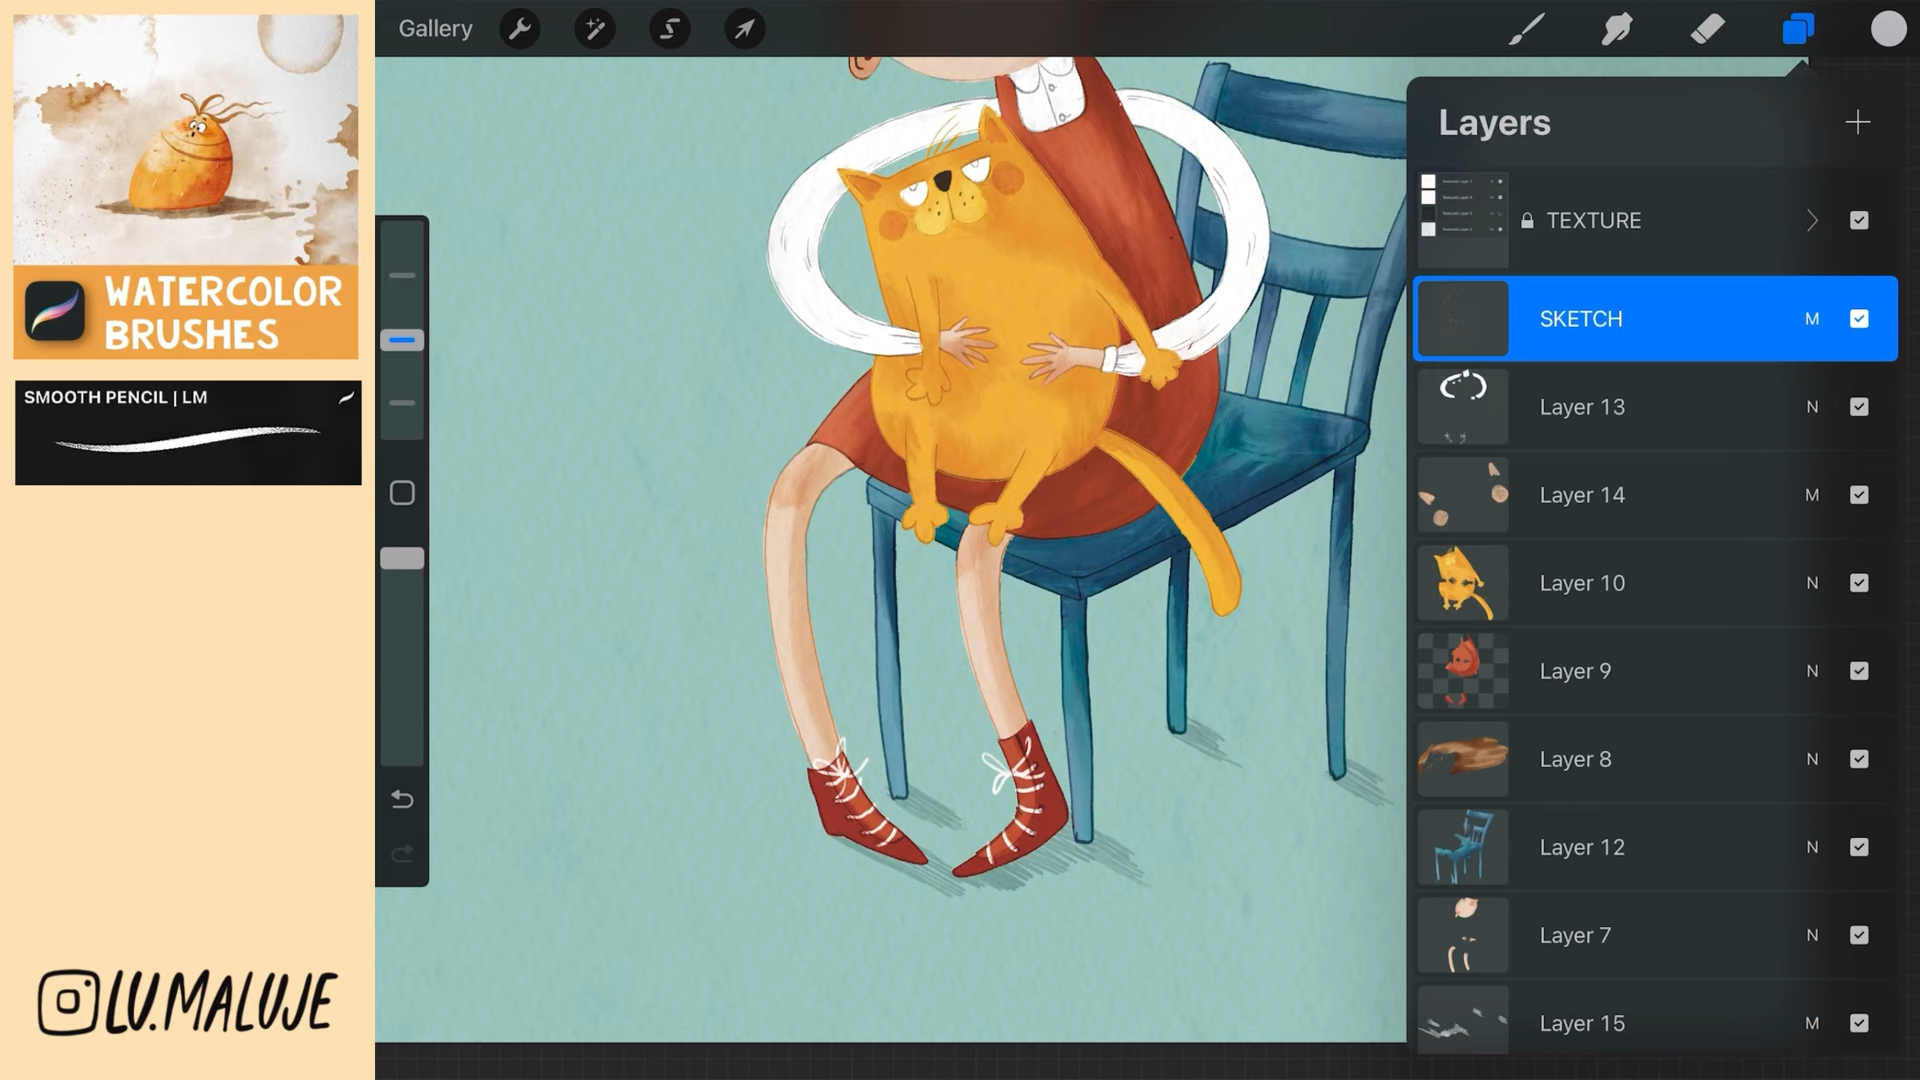 WATERCOLOR
BRUSHES
SMOOTH PENCIL | LM
LU.MALUJE
Gallery
Layers
TEXTURE
SKETCH M
Layer 13 N
Layer 14 M
Layer 10 N
Layer 9 N
Layer 8 N
Layer 12 N
Layer 7 N
Layer 15 M